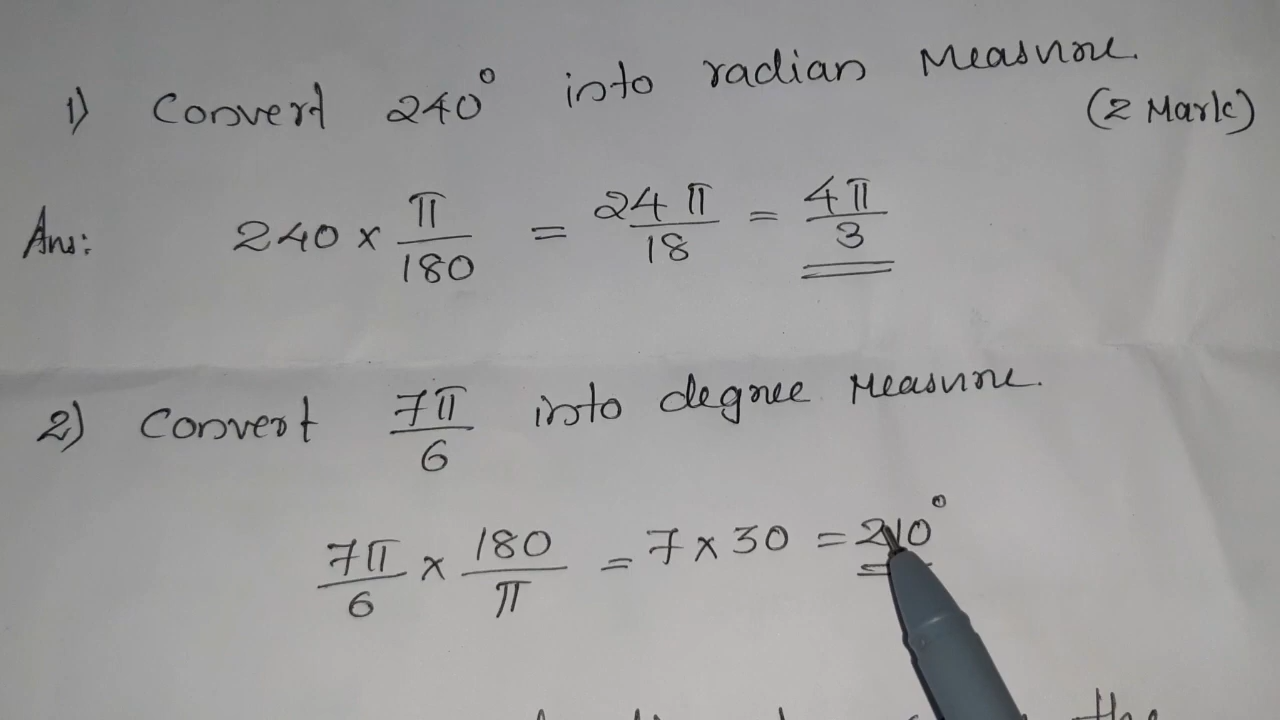 1) Convert 240° into radian measure.
(2 Mark)
Ans: 240 × π/180 = 24π/18 = 4π/3
2) Convert 7π/6 into degree measure.
7π/6 × 180/π = 7 × 30 = 210°